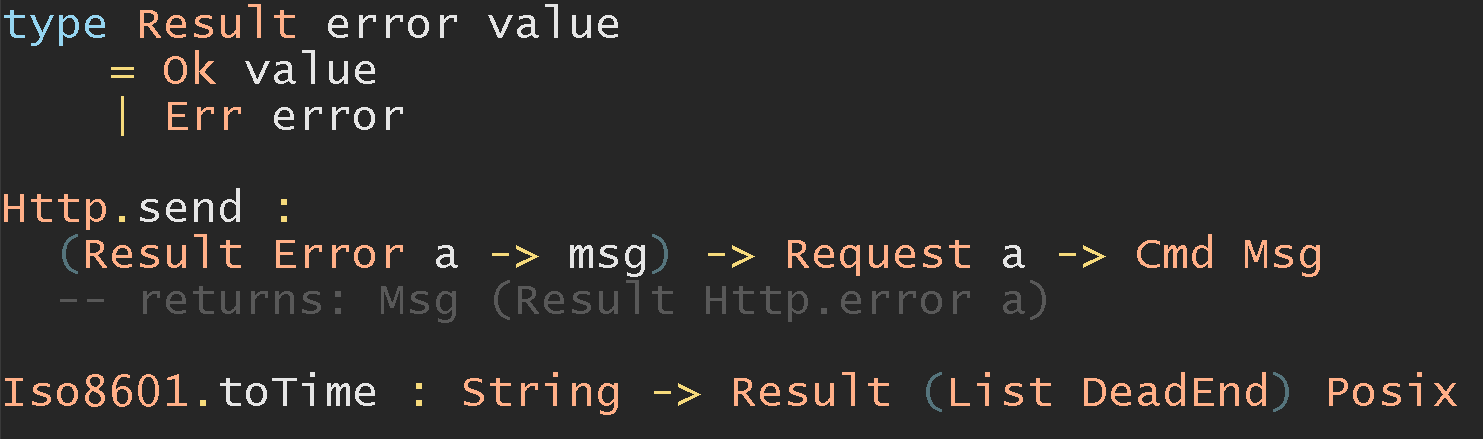 type Result error value
    = Ok value
    | Err error

Http.send :
  (Result Error a -> msg) -> Request a -> Cmd Msg
  -- returns: Msg (Result Http.error a)

Iso8601.toTime : String -> Result (List DeadEnd) Posix